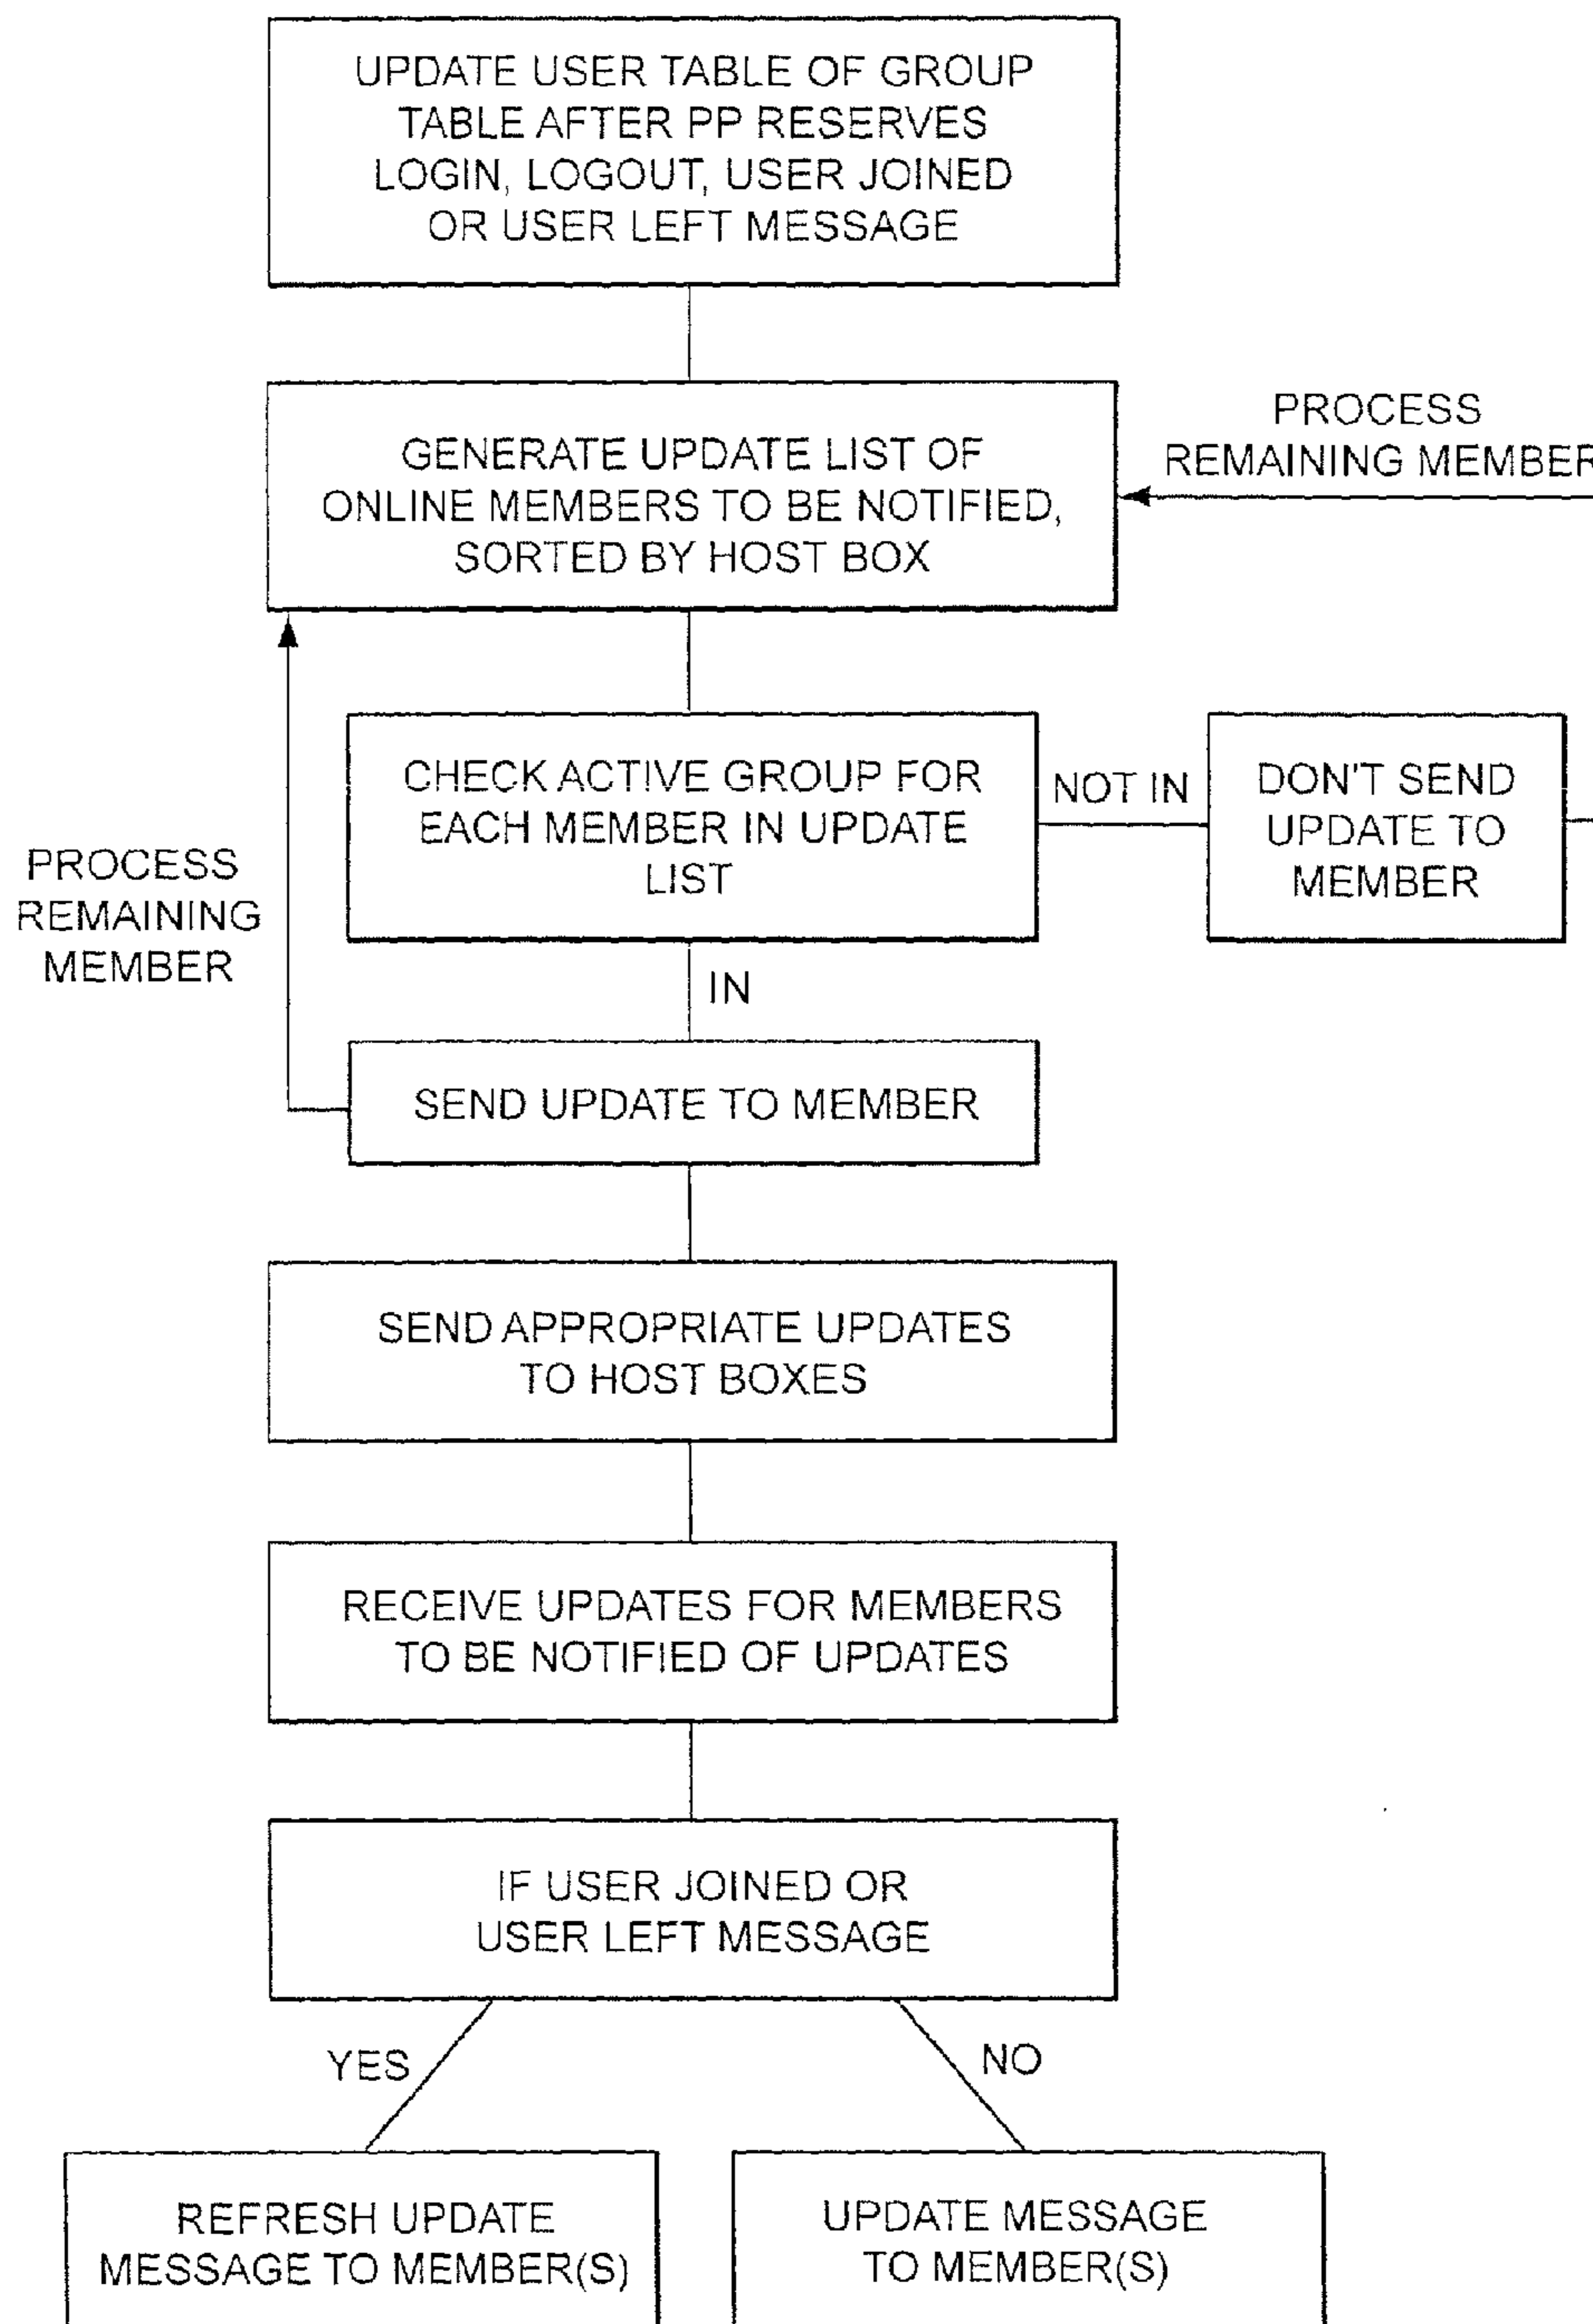 UPDATE USER TABLE OF GROUP
TABLE AFTER PP RESERVES
LOGIN, LOGOUT, USER JOINED
OR USER LEFT MESSAGE
GENERATE UPDATE LIST OF
ONLINE MEMBERS TO BE NOTIFIED,
SORTED BY HOST BOX
PROCESS
REMAINING MEMBER
CHECK ACTIVE GROUP FOR
EACH MEMBER IN UPDATE
LIST
NOT IN
DON'T SEND
UPDATE TO
MEMBER
PROCESS
REMAINING
MEMBER
IN
SEND UPDATE TO MEMBER
SEND APPROPRIATE UPDATES
TO HOST BOXES
RECEIVE UPDATES FOR MEMBERS
TO BE NOTIFIED OF UPDATES
IF USER JOINED OR
USER LEFT MESSAGE
YES
NO
REFRESH UPDATE
MESSAGE TO MEMBER(S)
UPDATE MESSAGE
TO MEMBER(S)